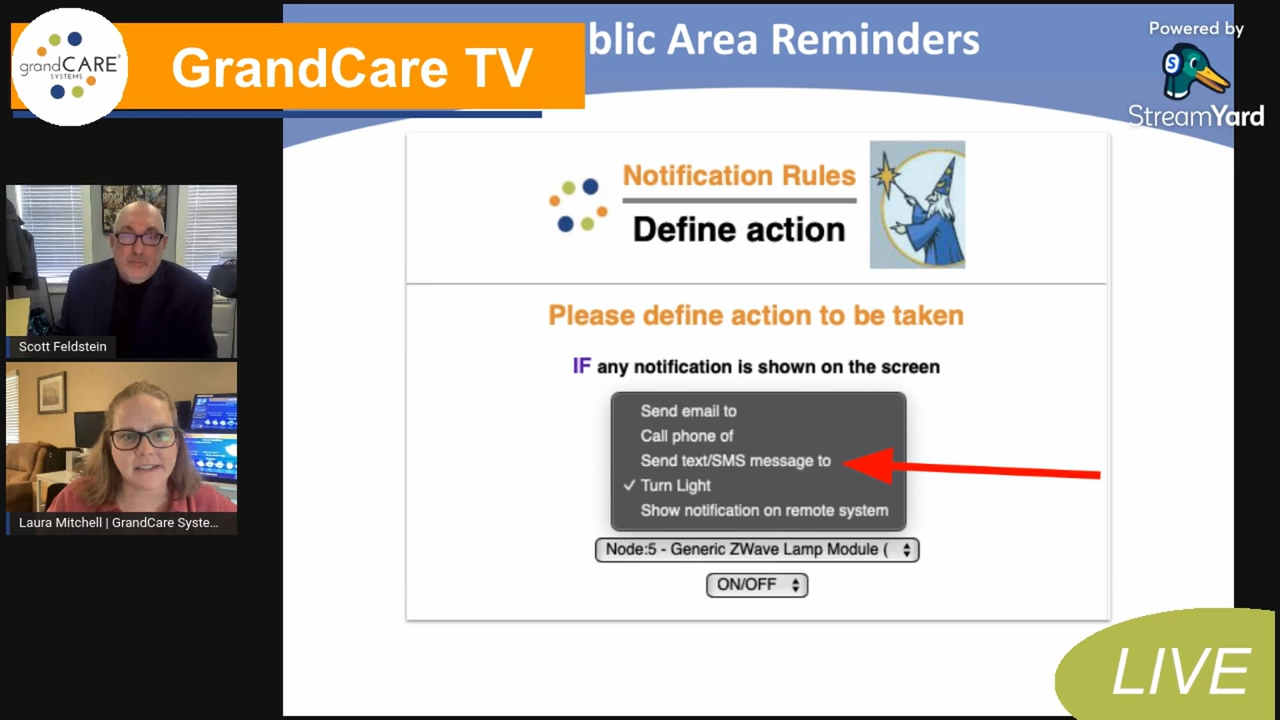 grandCARE
SYSTEMS
GrandCare TV
blic Area Reminders
Powered by
S
StreamYard
Notification Rules
Define action
Please define action to be taken
IF any notification is shown on the screen
Send email to
Call phone of
Send text/SMS message to
✓ Turn Light
Show notification on remote system
Node:5 - Generic ZWave Lamp Module (
ON/OFF
Scott Feldstein
Laura Mitchell | GrandCare Syste...
LIVE